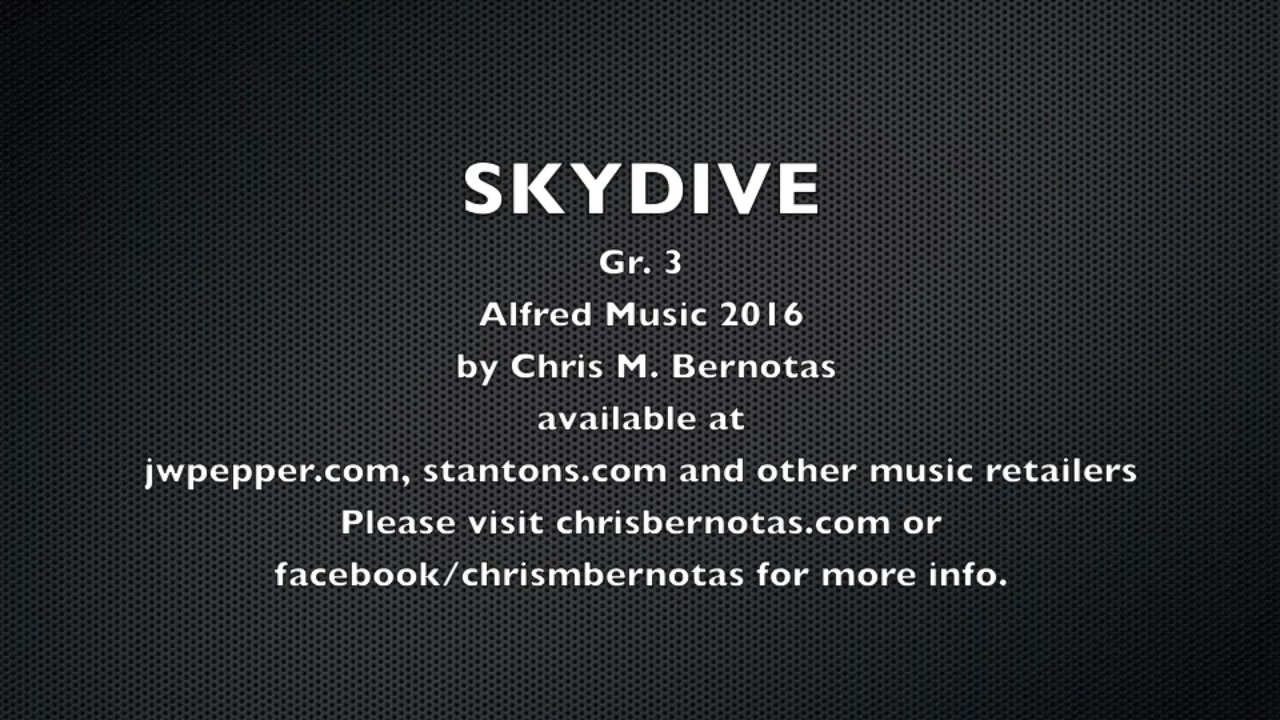 SKYDIVE
Gr. 3
Alfred Music 2016
by Chris M. Bernotas
available at
jwpepper.com, stantons.com and other music retailers
Please visit chrisbernotas.com or
facebook/chrismbernotas for more info.